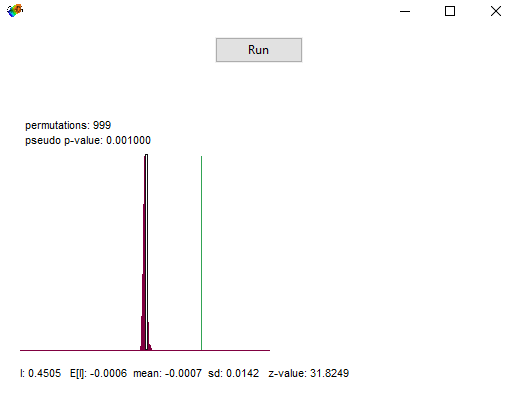 Run
permutations: 999
pseudo p-value: 0.001000
I: 0.4505 E[I]: -0.0006 mean: -0.0007 sd: 0.0142 z-value: 31.8249